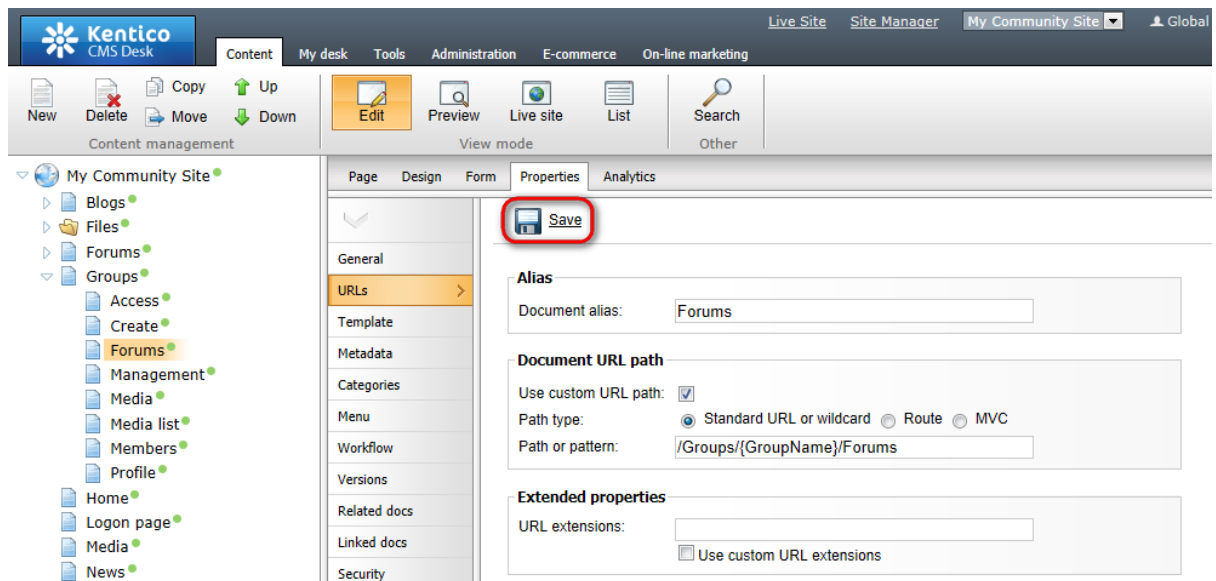 Live Site Site Manager My Community Site Global
Kentico
CMS Desk
Content My desk Tools Administration E-commerce On-line marketing
New Delete Copy Move Up Down
Content management
Edit Preview Live site List
View mode
Search
Other
My Community Site
Blogs
Files
Forums
Groups
Access
Create
Forums
Management
Media
Media list
Members
Profile
Home
Logon page
Media
News
Page Design Form Properties Analytics
General
URLs
Template
Metadata
Categories
Menu
Workflow
Versions
Related docs
Linked docs
Security
Save
Alias
Document alias: Forums
Document URL path
Use custom URL path:
Path type: Standard URL or wildcard Route MVC
Path or pattern: /Groups/{GroupName}/Forums
Extended properties
URL extensions:
Use custom URL extensions